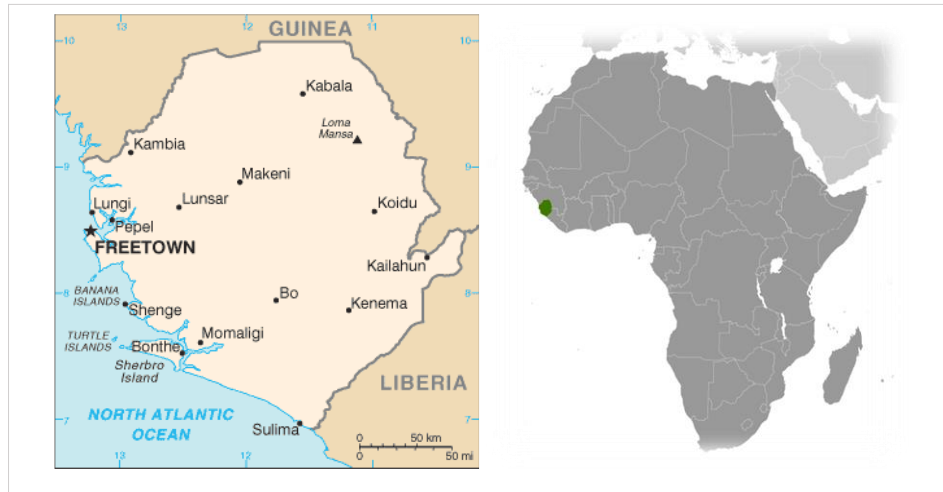 GUINEA
10
10
Kabala
Loma
Mansa
Kambia
9
9
Makeni
Lunsar
Koidu
Lungi
Pepel
FREETOWN
Kailahun
8
8
BANANA
ISLANDS
Bo
Shenge
Kenema
TURTLE
ISLANDS
Momaligi
Bonthe
Sherbro
Island
LIBERIA
NORTH ATLANTIC
OCEAN
7
7
Sulima
0 50 km
0 50 mi
13
12
11
13
12